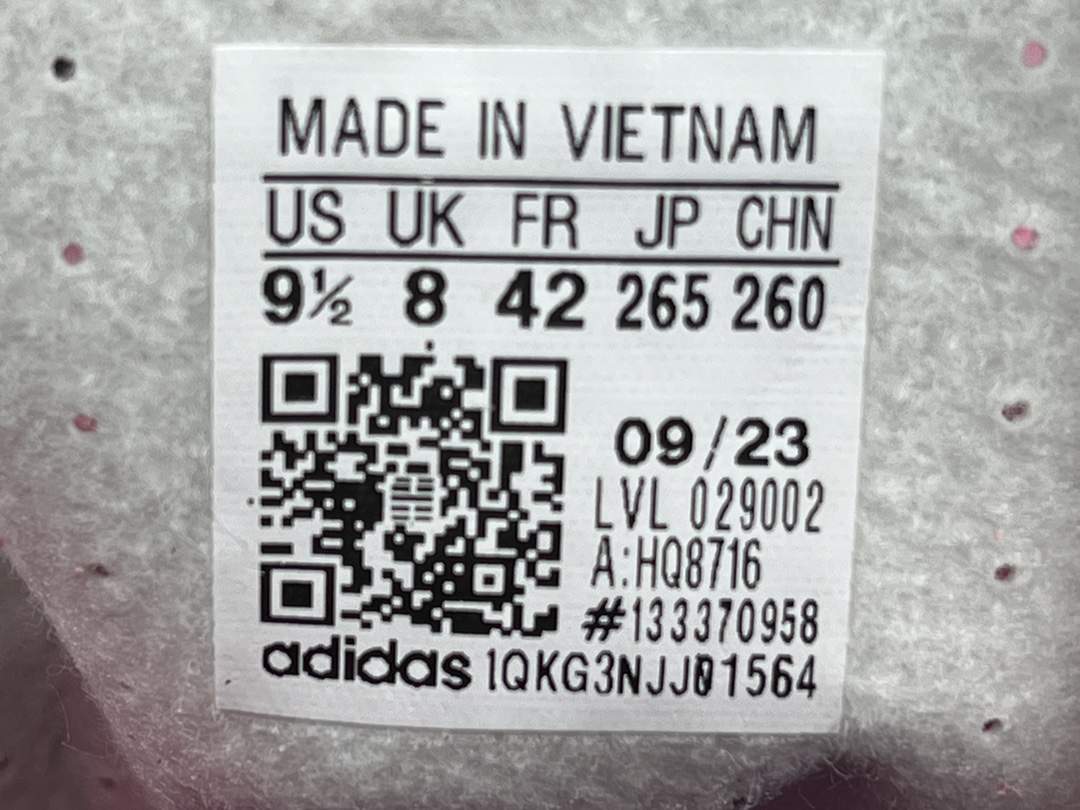 MADE IN VIETNAM
US UK FR JP CHN
9½ 8 42 265 260
09/23
LVL 029002
A:HQ8716
#133370958
adidas 1QKG3NJJ01564